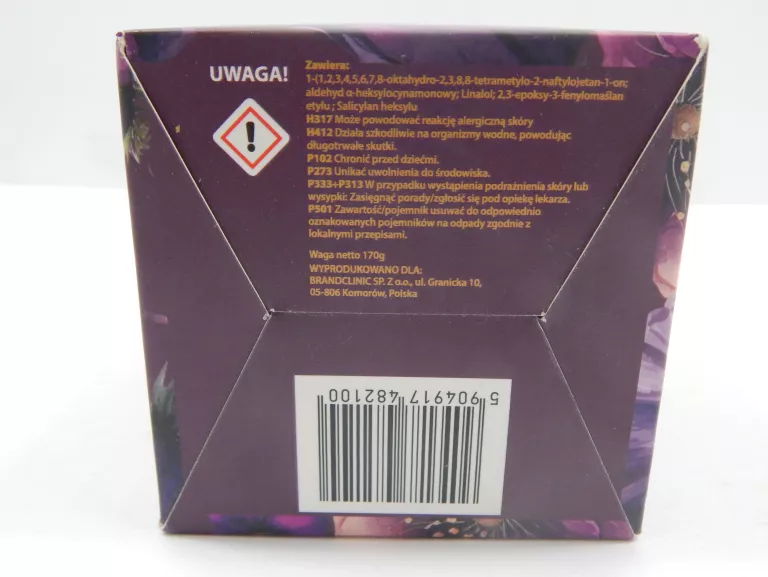 UWAGA!
Zawiera:
1-(1,2,3,4,5,6,7,8-oktahydro-2,3,8,8-tetrametylo-2-naftylo)etan-1-on;
aldehyd α-heksylocynamonowy; Linalol; 2,3-epoksy-3-fenylomaślan
etylu ; Salicylan heksylu
H317 Może powodować reakcję alergiczną skóry
H412 Działa szkodliwie na organizmy wodne, powodując
długotrwałe skutki.
P102 Chronić przed dziećmi.
P273 Unikać uwolnienia do środowiska.
P333+P313 W przypadku wystąpienia podrażnienia skóry lub
wysypki: Zasięgnąć porady/zgłosić się pod opiekę lekarza.
P501 Zawartość/pojemnik usuwać do odpowiednio
oznakowanych pojemników na odpady zgodnie z
lokalnymi przepisami.
Waga netto 170g
WYPRODUKOWANO DLA:
BRANDCLINIC SP. Z o.o., ul. Granicka 10,
05-806 Komorów, Polska
5 904917 482100